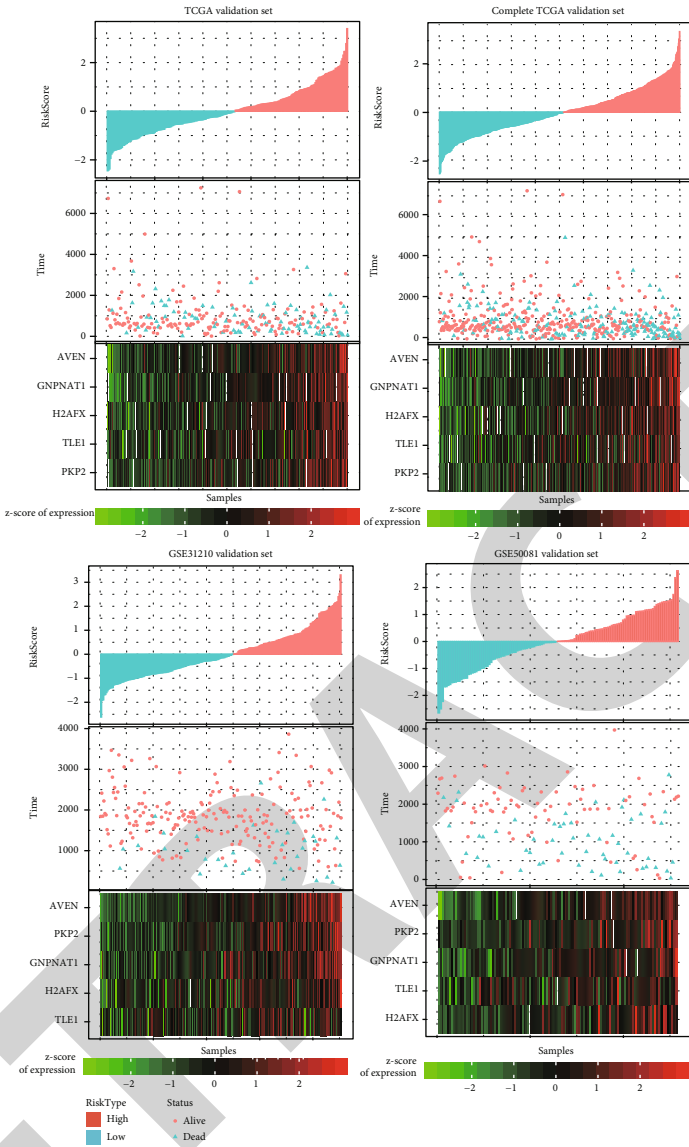 TCGA validation set
RiskScore
2
0
−2
Time
6000
4000
2000
0
AVEN
GNPNAT1
H2AFX
TLE1
PKP2
Samples
z-score of expression
−2 −1 0 1 2
Complete TCGA validation set
RiskScore
2
0
−2
Time
6000
4000
2000
0
AVEN
GNPNAT1
H2AFX
TLE1
PKP2
Samples
z-score
of expression
−2 −1 0 1 2
GSE31210 validation set
RiskScore
3
2
1
0
−1
−2
Time
4000
3000
2000
1000
AVEN
PKP2
GNPNAT1
H2AFX
TLE1
Samples
z-score
of expression
−2 −1 0 1 2
GSE50081 validation set
RiskScore
2
1
0
−1
−2
Time
4000
3000
2000
1000
0
AVEN
PKP2
GNPNAT1
TLE1
H2AFX
Samples
z-score
of expression
−2 −1 0 1 2
RiskType
High
Low
Status
Alive
Dead